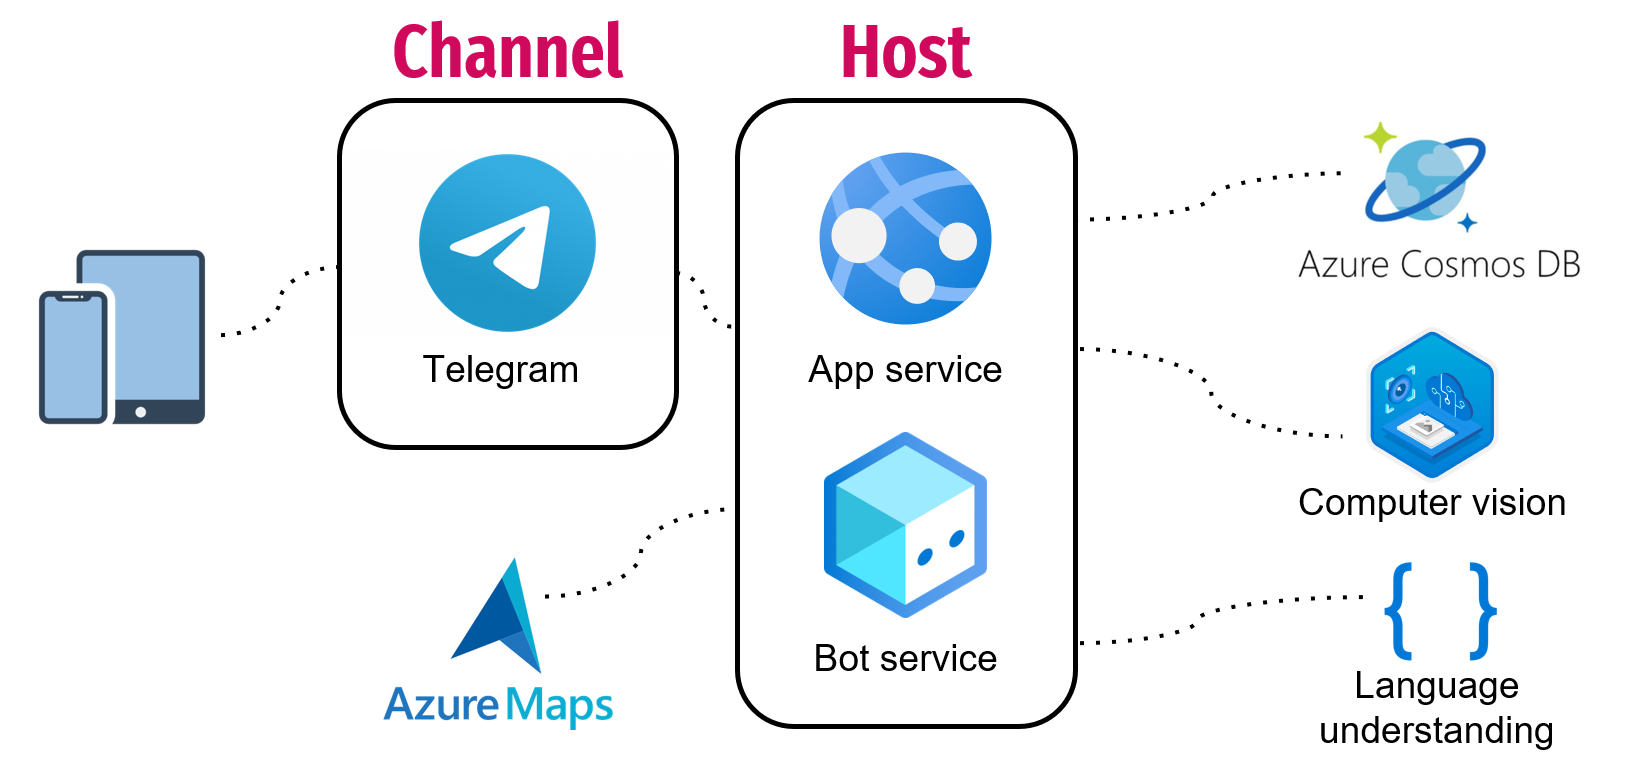 Channel
Host
Telegram
App service
Azure Cosmos DB
Computer vision
Bot service
Azure Maps
Language
understanding